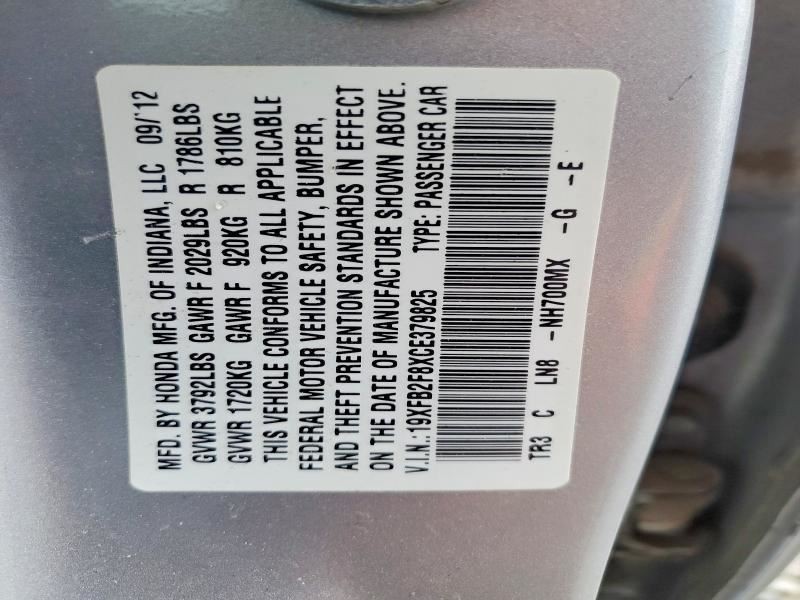 MFD. BY HONDA MFG. OF INDIANA, LLC 09/'12
GVWR 3792LBS GAWR F 2029LBS R 1786LBS
GVWR 1720KG GAWR F 920KG R 810KG
THIS VEHICLE CONFORMS TO ALL APPLICABLE
FEDERAL MOTOR VEHICLE SAFETY, BUMPER,
AND THEFT PREVENTION STANDARDS IN EFFECT
ON THE DATE OF MANUFACTURE SHOWN ABOVE.
V.I.N.:19XFB2F8XCE379825 TYPE: PASSENGER CAR
TR3 C LN8 -NH700MX -G -E